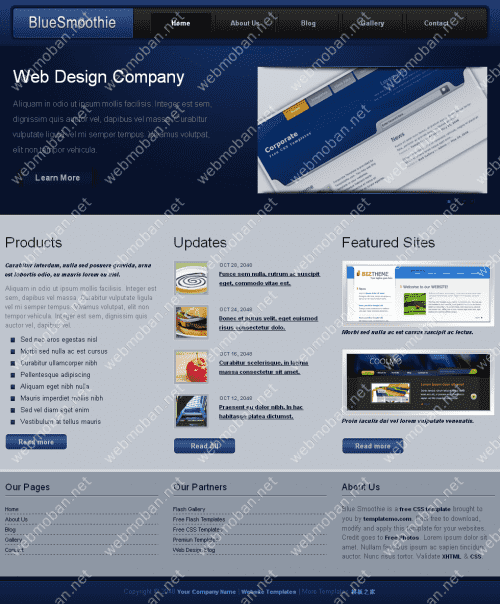 BlueSmoothie
Home About Us Blog Gallery Contact
Web Design Company
Aliquam in odio ut ipsum mollis facilisis. Integer est sem,
dignissim quis auctor vel, dapibus vel massa. Curabitur
vulputate ligula vel mi semper tempus. Vivamus volutpat,
elit non tempor vehicula.
Learn More
Corporate
Free CSS Templates
News
Products
Curabitur interdum, nulla sed posuere gravida, urna
est lobortis odio, eu mauris lorem eu nisl.
Aliquam in odio ut ipsum mollis facilisis. Integer est
sem, dapibus vel massa. Curabitur vulputate ligula
vel mi semper tempus. Vivamus volutpat, elit non
tempor vehicula. Integer est sem, dignissim quis
auctor vel, dapibus vel.
Sed nec eros egestas nisl
Morbi sed nulla ac est cursus
Curabitur ullamcorper nibh
Pellentesque adipiscing
Aliquam eget nibh nulla
Mauris imperdiet mollis nibh
Sed vel diam eget enim
Vestibulum at tellus mauris
Read more
Updates
OCT 28, 2048
Fusce sem nulla, rutrum ac suscipit
eget, commodo vitae est.
OCT 24, 2048
Donec et purus velit, eget euismod
risus consectetur dolo.
OCT 16, 2048
Curabitur scelerisque, in lorem
massa consectetur sit amet.
OCT 12, 2048
Praesent eu dolor nibh. In hac
habitasse platea dictumst.
Read All
Featured Sites
BIZTHEME
Welcome to our WEBSITE!
Morbi sed nulla ac est cursus suscipit ac lectus.
COOLMO
Proin iaculis dui vel lorem vulputate venenatis.
Read more
Our Pages
Home
About Us
Blog
Gallery
Contact
Our Partners
Flash Gallery
Free Flash Templates
Free CSS Templates
Premium Templates
Web Design Blog
About Us
Blue Smoothie is a free CSS template brought to
you by templatemo.com. Feel free to download,
modify and apply this template for your websites.
Credit goes to Free Photos. Lorem ipsum dolor sit
amet. Nullam faucibus ipsum ac sapien tincidunt
auctor. Nunc risus tortor. Validate XHTML & CSS.
Copyright © 2048 Your Company Name | Website Templates | More Templates 模板之家
webmoban.net